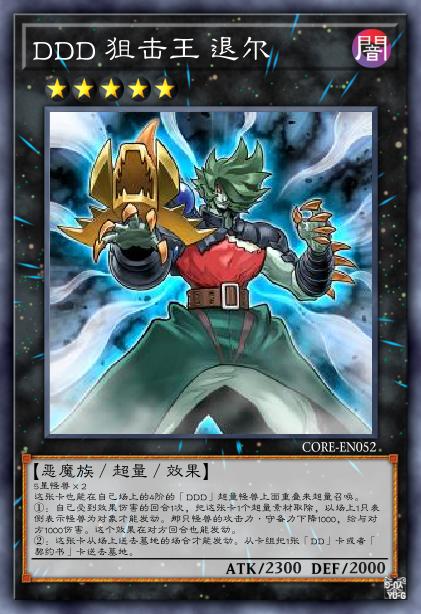 DDD 狙击王 退尔
闇
CORE-EN052
【恶魔族／超量／效果】
5星怪兽×2
这张卡也能在自己场上的4阶的「DDD」超量怪兽上面重叠来超量召唤。
①：自己受到效果伤害的回合1次，把这张卡1个超量素材取除，以场上1只表
侧表示怪兽为对象才能发动。那只怪兽的攻击力·守备力下降1000，给与对
方1000伤害。这个效果在对方回合也能发动。
②：这张卡从场上送去墓地的场合才能发动。从卡组把1张「DD」卡或者「
契约书」卡送去墓地。
ATK/2300 DEF/2000